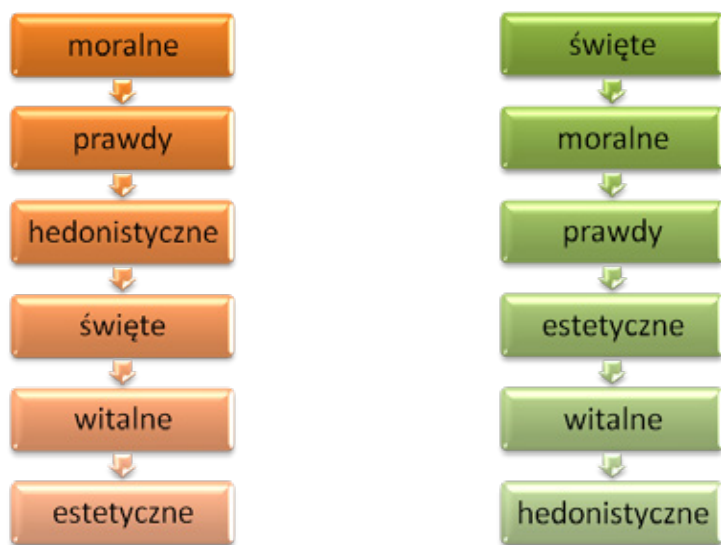 moralne
prawdy
hedonistyczne
święte
witalne
estetyczne
święte
moralne
prawdy
estetyczne
witalne
hedonistyczne